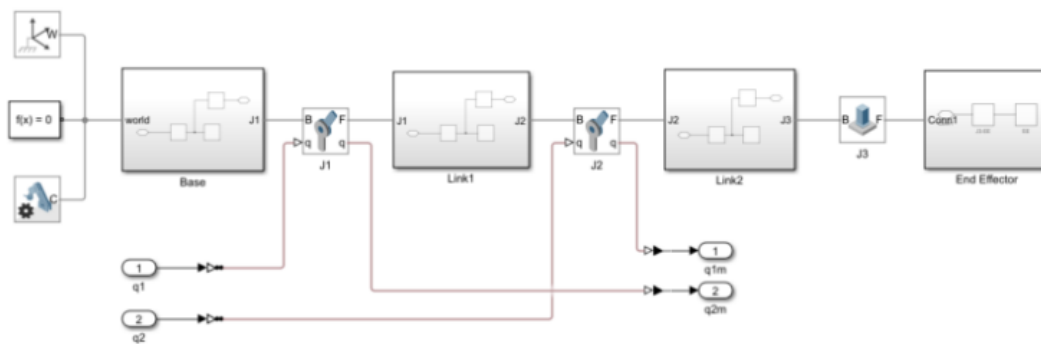 W
f(x) = 0
C
world
J1
Base
B
F
q
q
J1
J1
J2
Link1
B
F
q
q
J2
J2
J3
Link2
B
F
J3
Conn1
End Effector
1
q1
2
q2
1
q1m
2
q2m